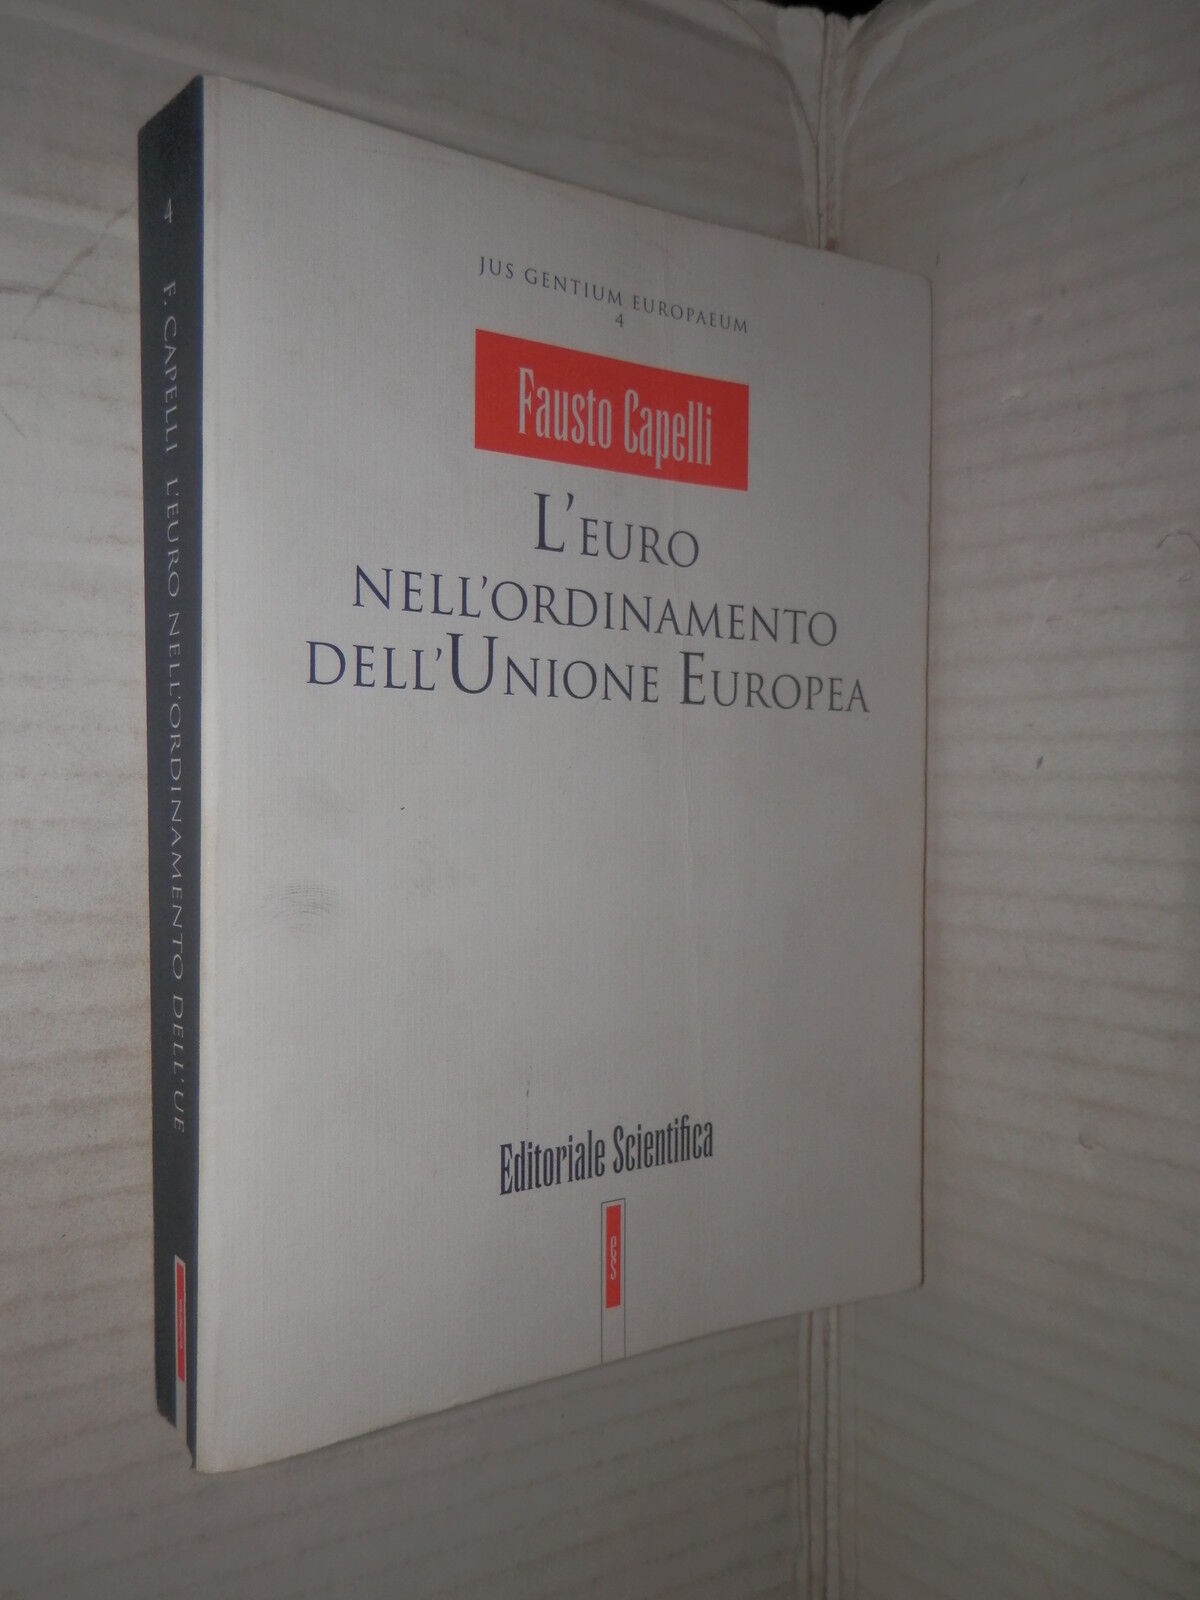 JUS GENTIUM EUROPAEUM
4
Fausto Capelli
L'EURO
NELL'ORDINAMENTO
DELL'UNIONE EUROPEA
Editoriale Scientifica
4 F. CAPELLI L'EURO NELL'ORDINAMENTO DELL'UE